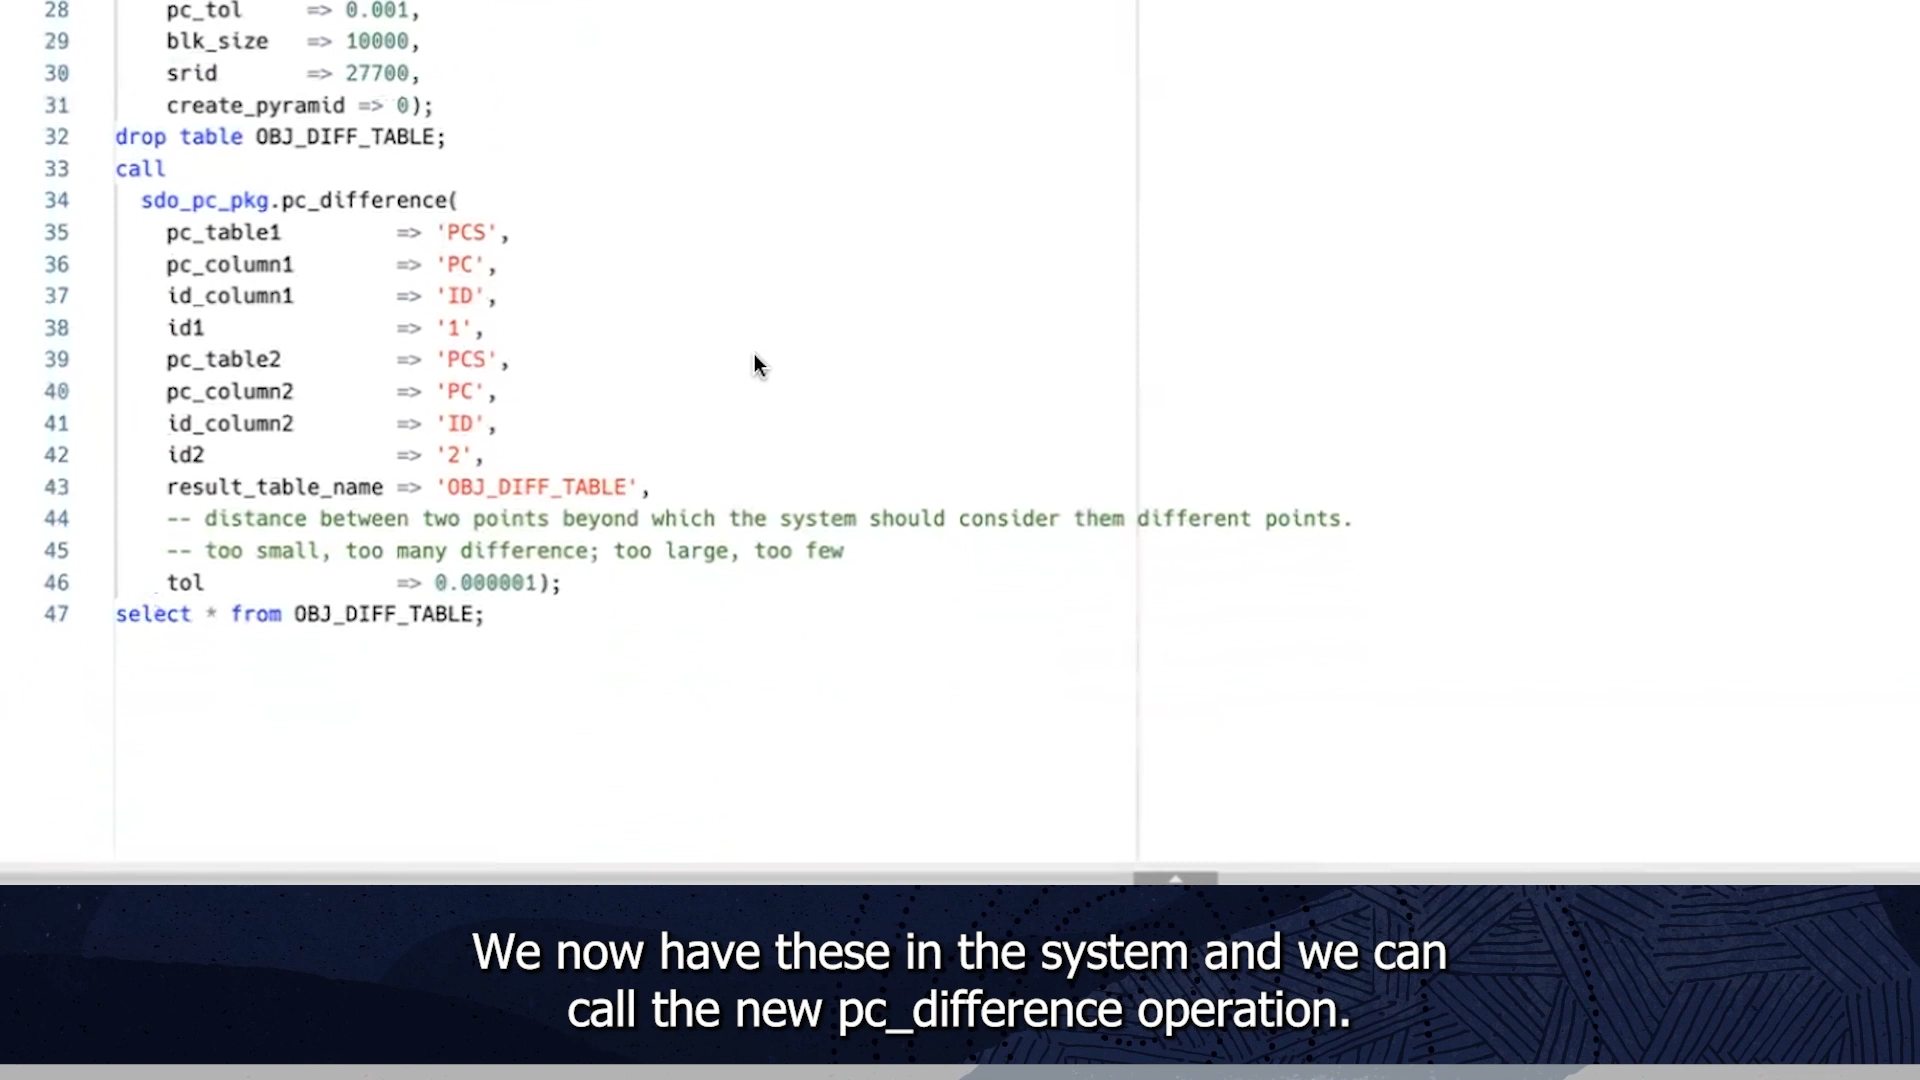 28 pc_tol => 0.001,
29 blk_size => 10000,
30 srid => 27700,
31 create_pyramid => 0);
32 drop table OBJ_DIFF_TABLE;
33 call
34 sdo_pc_pkg.pc_difference(
35 pc_table1 => 'PCS',
36 pc_column1 => 'PC',
37 id_column1 => 'ID',
38 id1 => '1',
39 pc_table2 => 'PCS',
40 pc_column2 => 'PC',
41 id_column2 => 'ID',
42 id2 => '2',
43 result_table_name => 'OBJ_DIFF_TABLE',
44 -- distance between two points beyond which the system should consider them different points.
45 -- too small, too many difference; too large, too few
46 tol => 0.000001);
47 select * from OBJ_DIFF_TABLE;
We now have these in the system and we can
call the new pc_difference operation.